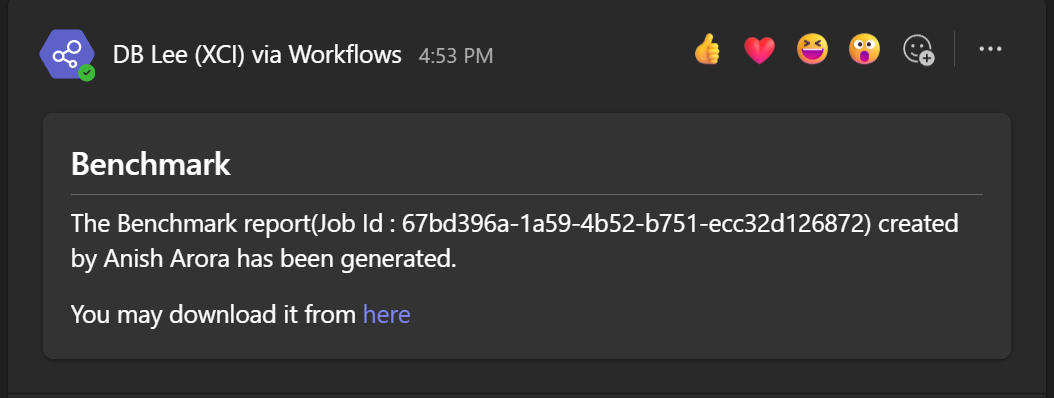 DB Lee (XCI) via Workflows 4:53 PM
Benchmark
The Benchmark report(Job Id : 67bd396a-1a59-4b52-b751-ecc32d126872) created
by Anish Arora has been generated.
You may download it from here